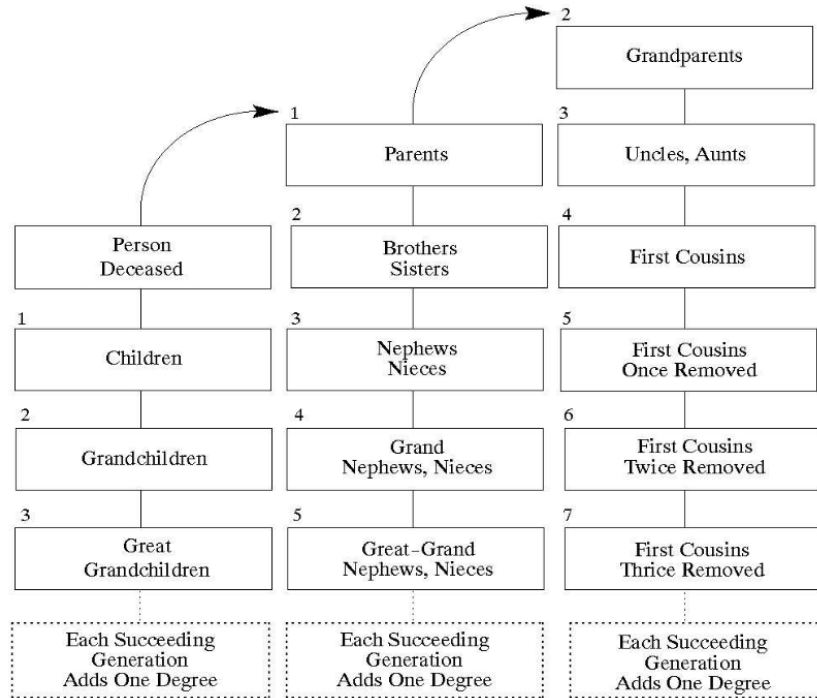 2
Grandparents
1
Parents
3
Uncles, Aunts
Person
Deceased
2
Brothers
Sisters
4
First Cousins
1
Children
3
Nephews
Nieces
5
First Cousins
Once Removed
2
Grandchildren
4
Grand
Nephews, Nieces
6
First Cousins
Twice Removed
3
Great
Grandchildren
5
Great-Grand
Nephews, Nieces
7
First Cousins
Thrice Removed
Each Succeeding
Generation
Adds One Degree
Each Succeeding
Generation
Adds One Degree
Each Succeeding
Generation
Adds One Degree